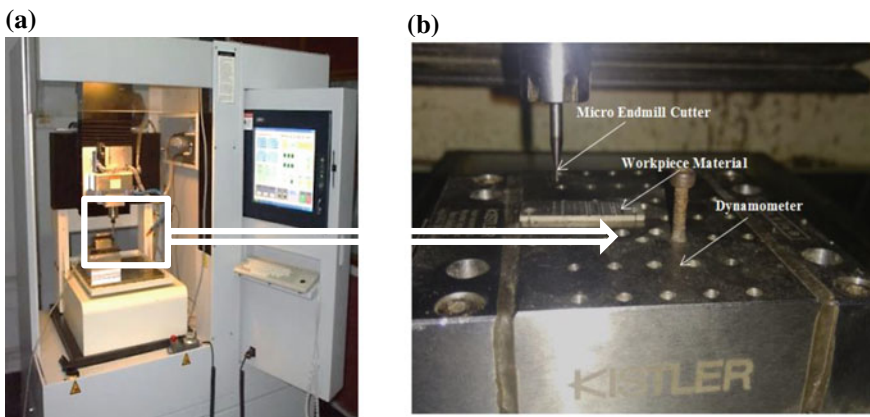 (a)
(b)
Micro Endmill Cutter
Workpiece Material
Dynamometer
KISTLER